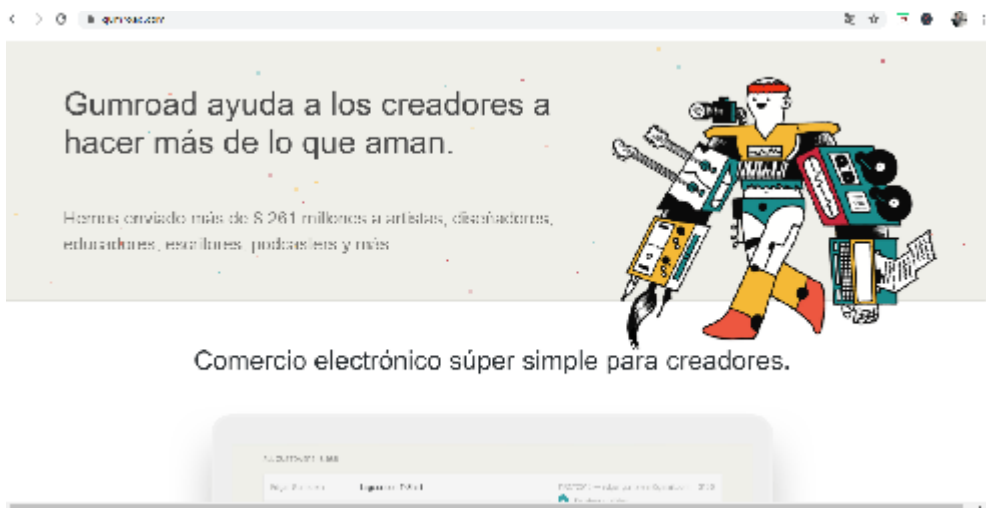 gumroad.com
Gumroad ayuda a los creadores a
hacer más de lo que aman.
Hemos enviado más de $ 261 millones a artistas, diseñadores,
educadores, escritores, podcasters y más
Comercio electrónico súper simple para creadores.